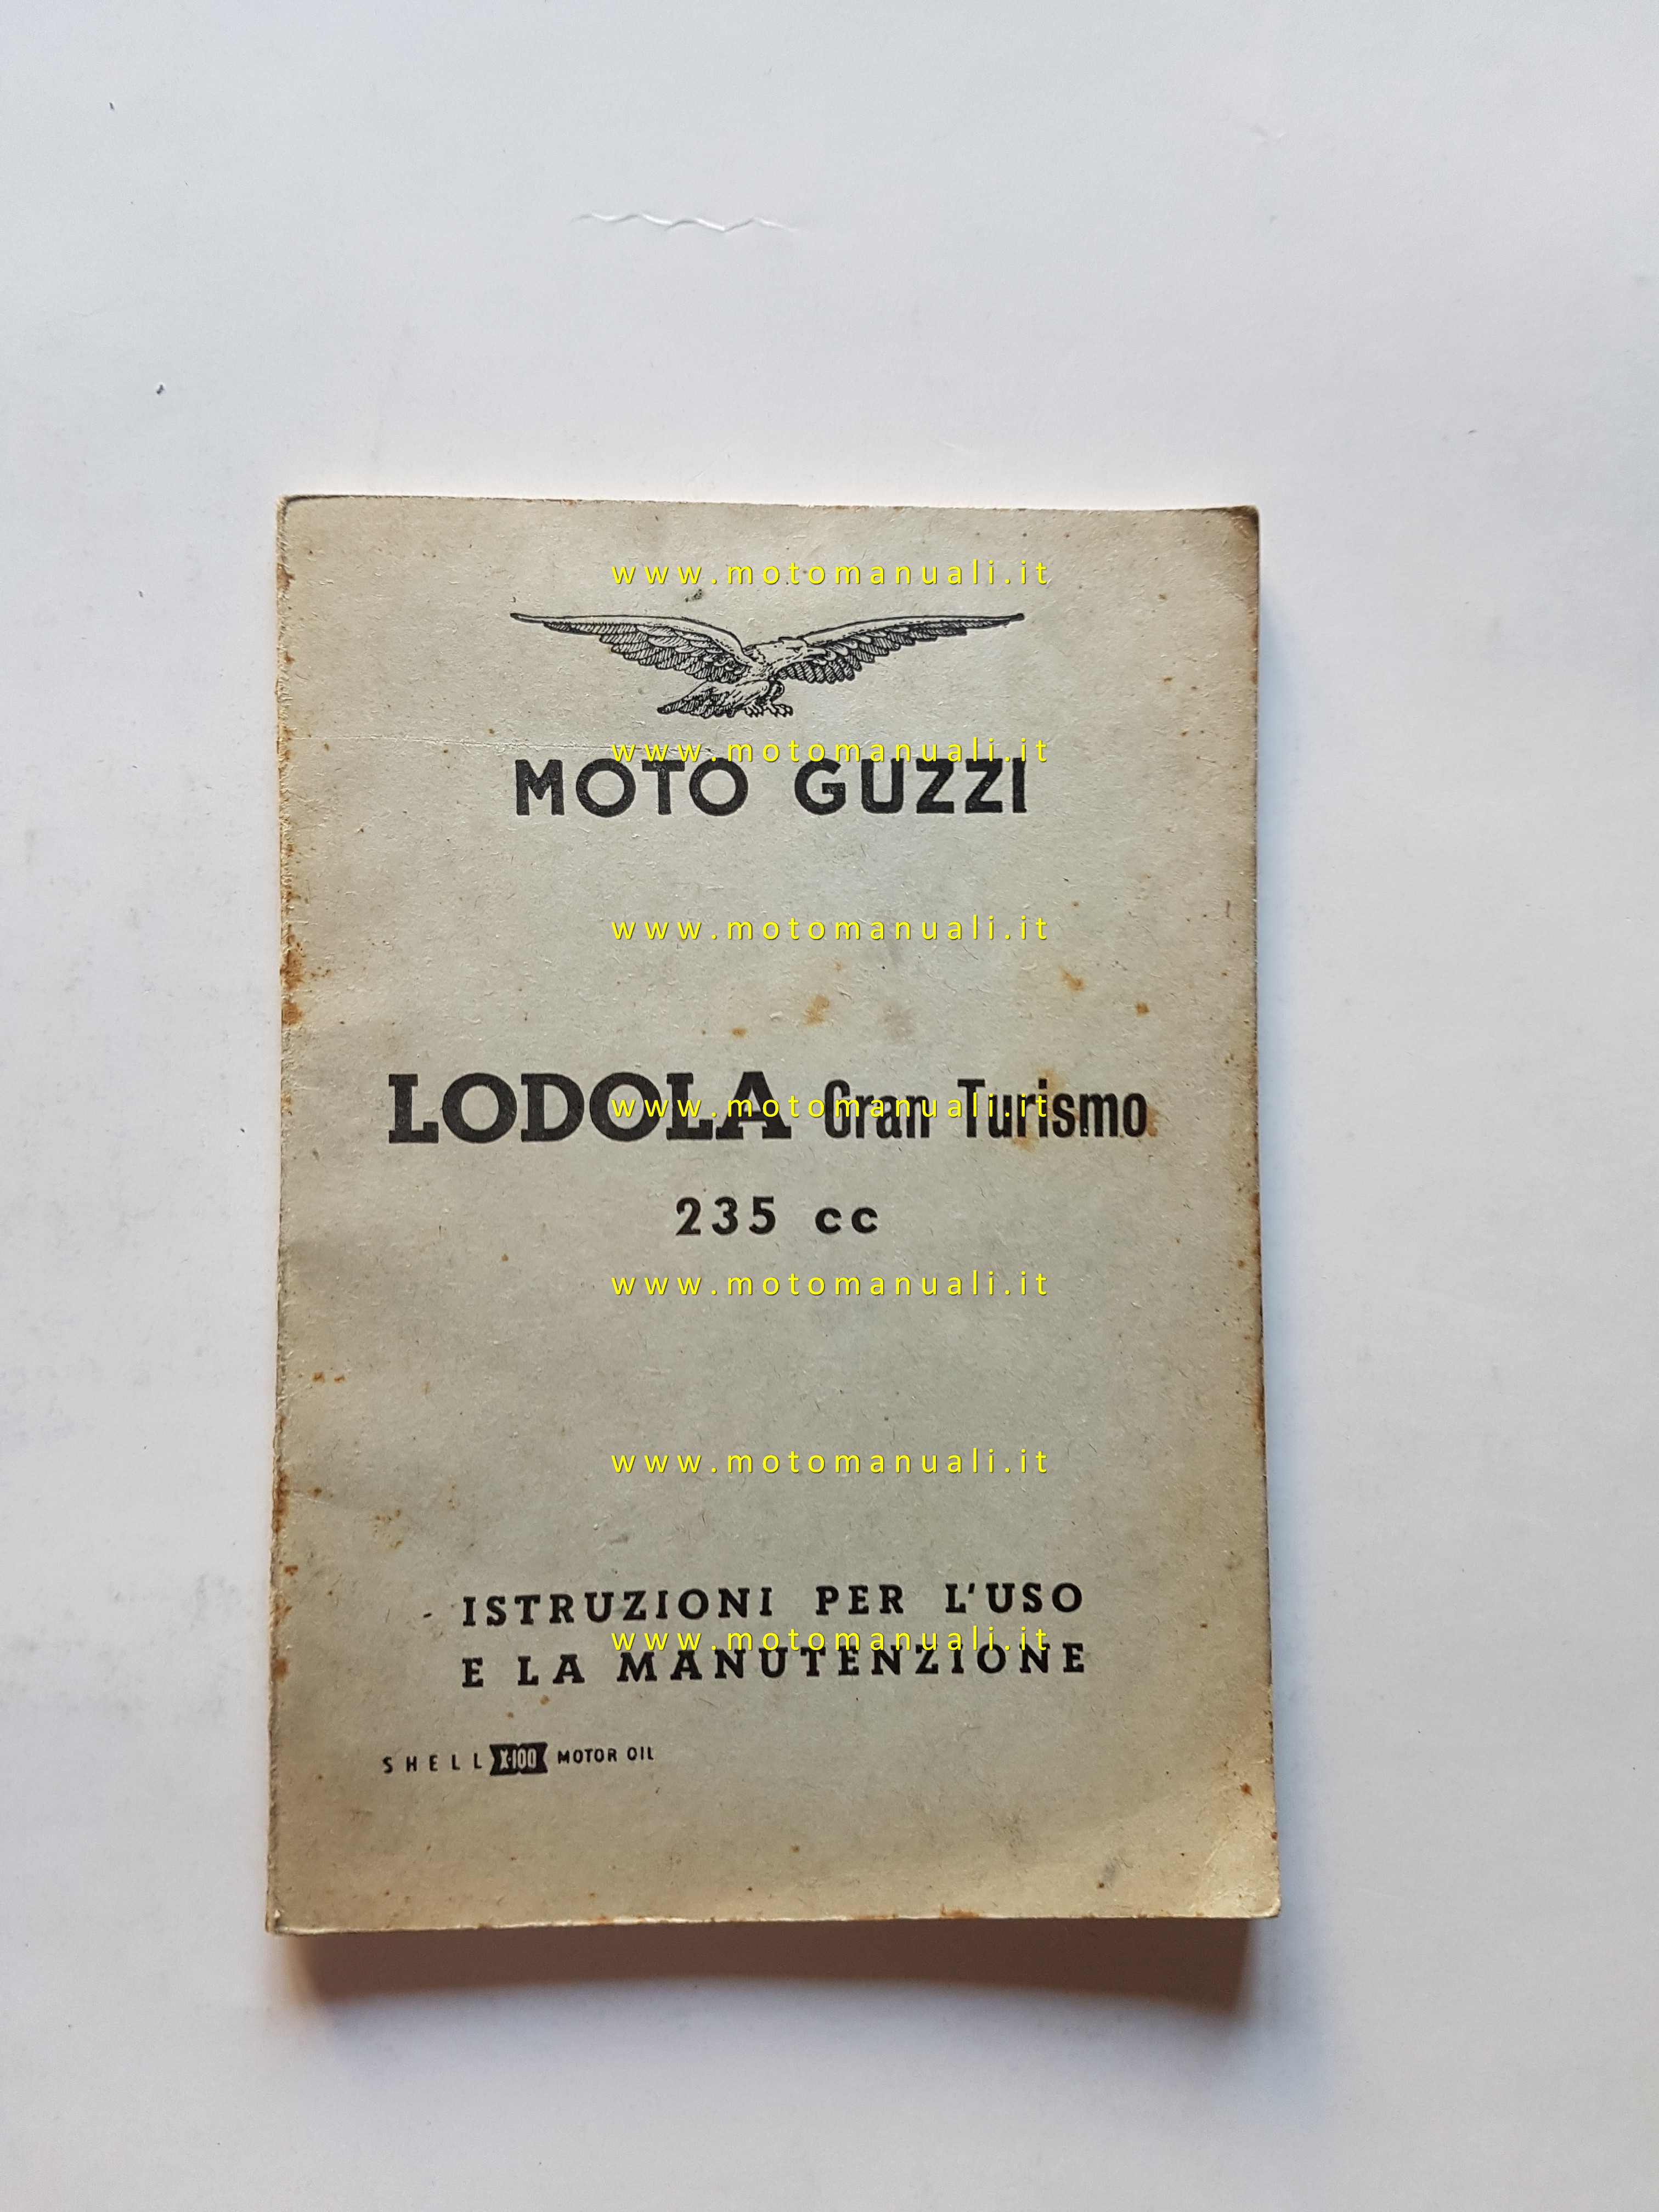 www.motomanuali.it
www.motomanuali.it
MOTO GUZZI
www.motomanuali.it
LODOLA Gran Turismo
www.motomanuali.it
235 cc
www.motomanuali.it
www.motomanuali.it
ISTRUZIONI PER L'USO
www.motomanuali.it
E LA MANUTENZIONE
SHELL X-100 MOTOR OIL